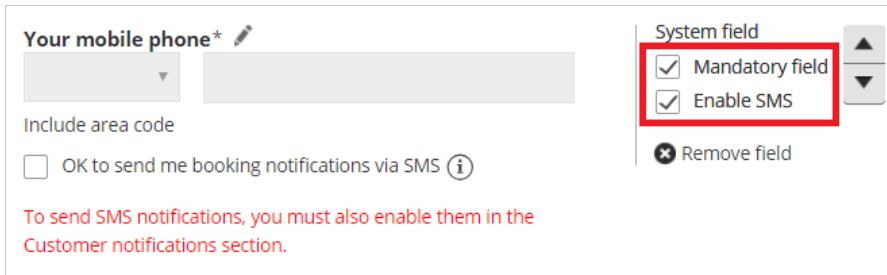 Your mobile phone*
Include area code
OK to send me booking notifications via SMS
To send SMS notifications, you must also enable them in the
Customer notifications section.
System field
Mandatory field
Enable SMS
Remove field